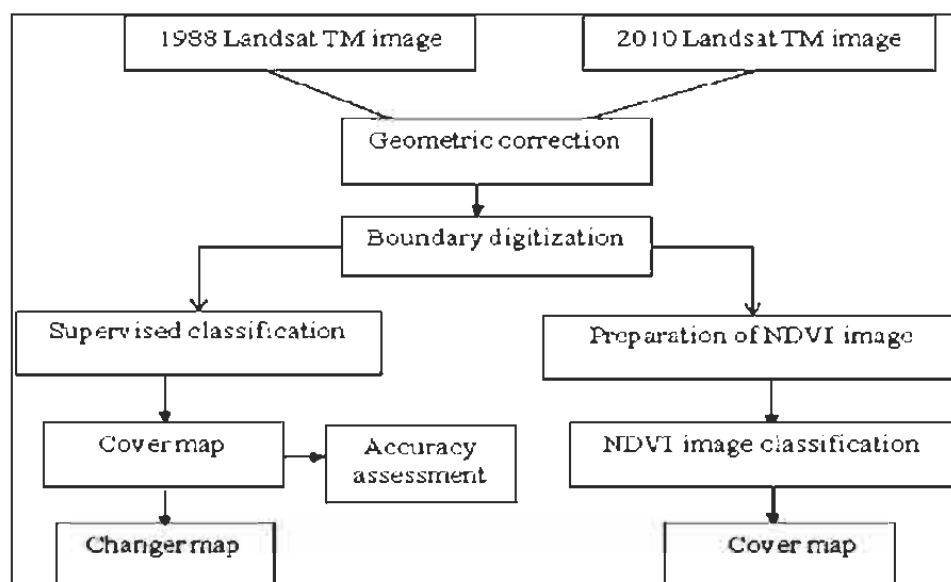 1988 Landsat TM image
2010 Landsat TM image
Geometric correction
Boundary digitization
Supervised classification
Preparation of NDVI image
Cover map
Accuracy
assessment
NDVI image classification
Changer map
Cover map